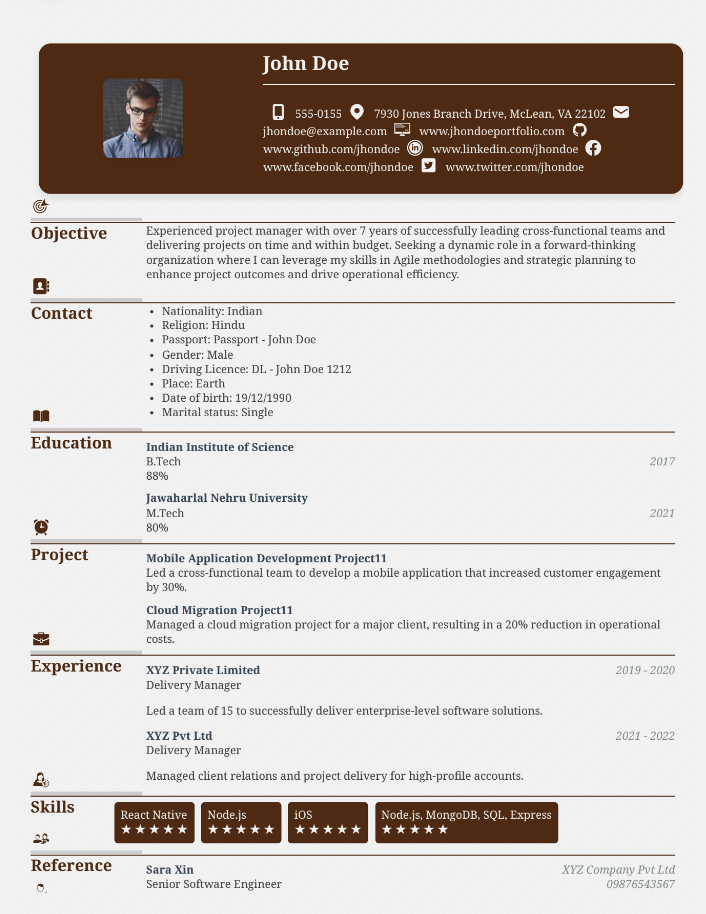 John Doe
555-0155 7930 Jones Branch Drive, McLean, VA 22102
jhondoe@example.com www.jhondoeportfolio.com
www.github.com/jhondoe www.linkedin.com/jhondoe
www.facebook.com/jhondoe www.twitter.com/jhondoe
Objective
Experienced project manager with over 7 years of successfully leading cross-functional teams and
delivering projects on time and within budget. Seeking a dynamic role in a forward-thinking
organization where I can leverage my skills in Agile methodologies and strategic planning to
enhance project outcomes and drive operational efficiency.
Contact
• Nationality: Indian
• Religion: Hindu
• Passport: Passport - John Doe
• Gender: Male
• Driving Licence: DL - John Doe 1212
• Place: Earth
• Date of birth: 19/12/1990
• Marital status: Single
Education
Indian Institute of Science
B.Tech 2017
88%
Jawaharlal Nehru University
M.Tech 2021
80%
Project
Mobile Application Development Project11
Led a cross-functional team to develop a mobile application that increased customer engagement
by 30%.
Cloud Migration Project11
Managed a cloud migration project for a major client, resulting in a 20% reduction in operational
costs.
Experience
XYZ Private Limited 2019 - 2020
Delivery Manager
Led a team of 15 to successfully deliver enterprise-level software solutions.
XYZ Pvt Ltd 2021 - 2022
Delivery Manager
Managed client relations and project delivery for high-profile accounts.
Skills
React Native Node.js iOS Node.js, MongoDB, SQL, Express
★★★★★ ★★★★★ ★★★★★ ★★★★★
Reference
Sara Xin XYZ Company Pvt Ltd
Senior Software Engineer 09876543567